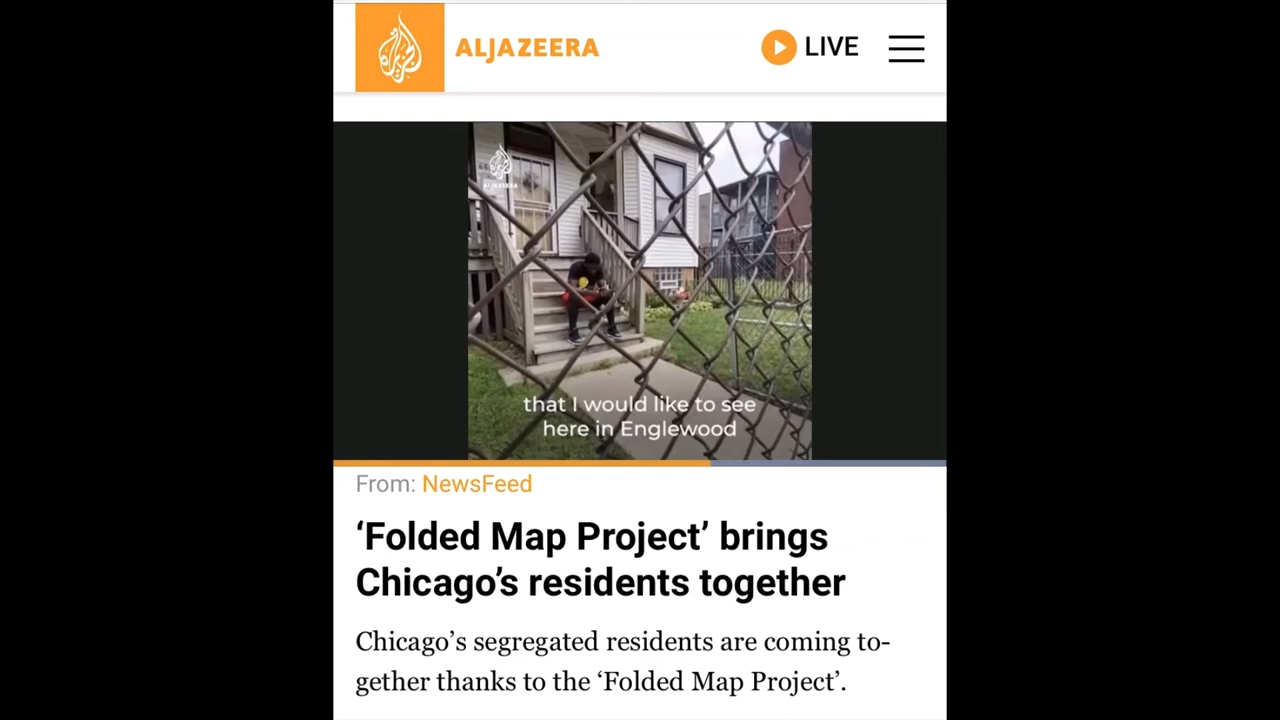 ALJAZEERA
LIVE
ALJAZEERA
that I would like to see
here in Englewood
From: NewsFeed
‘Folded Map Project’ brings
Chicago’s residents together
Chicago’s segregated residents are coming to-
gether thanks to the ‘Folded Map Project’.